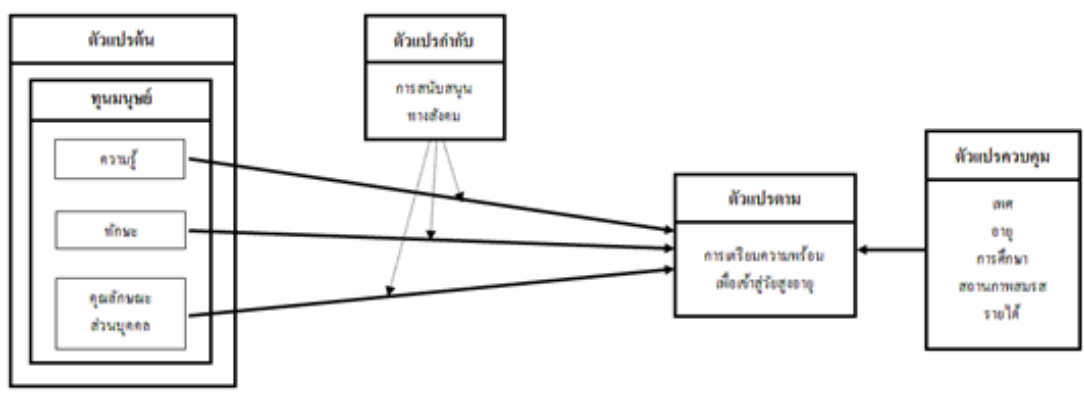 ตัวแปรต้น
ทุนมนุษย์
ความรู้
ทักษะ
คุณลักษณะ
ส่วนบุคคล
ตัวแปรกำกับ
การสนับสนุน
ทางสังคม
ตัวแปรตาม
การเตรียมความพร้อม
เพื่อเข้าสู่วัยสูงอายุ
ตัวแปรควบคุม
เพศ
อายุ
การศึกษา
สถานภาพสมรส
รายได้